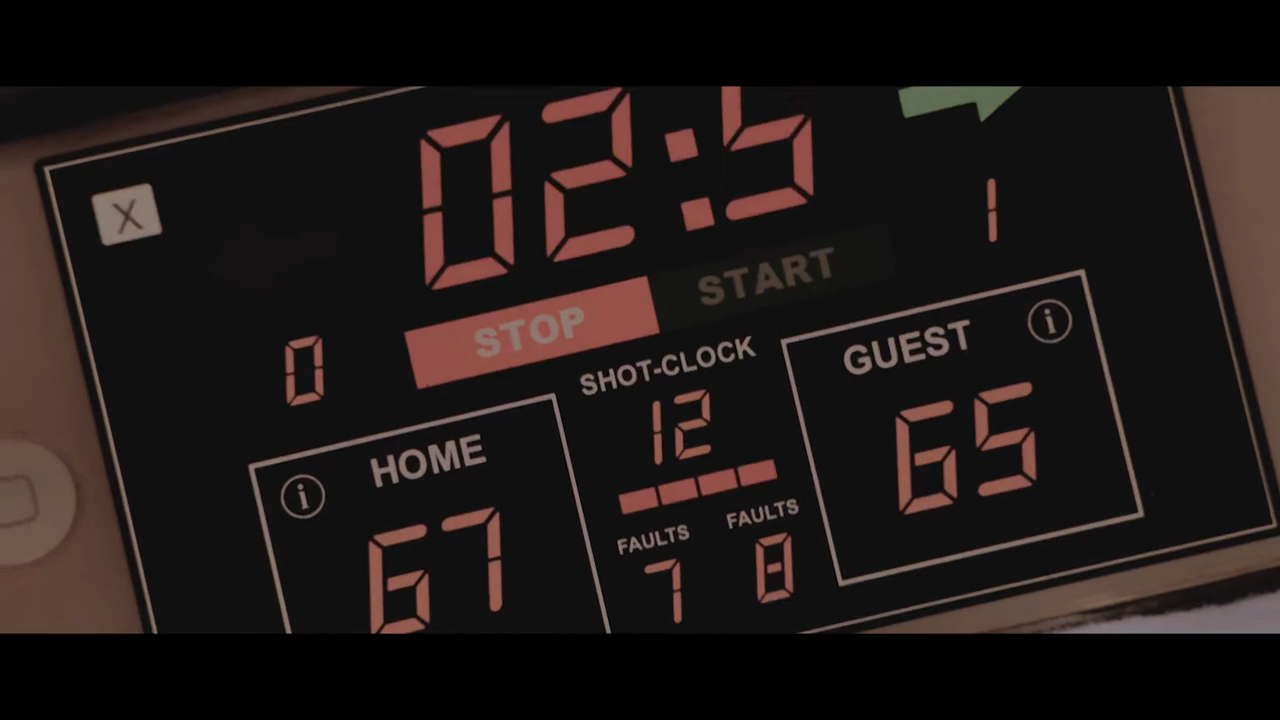 02:5
X
1
STOP START
0
SHOT-CLOCK
GUEST i
12
HOME
i
65
FAULTS FAULTS
67
7 8